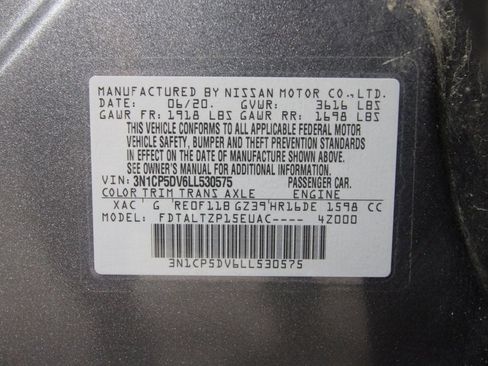 MANUFACTURED BY NISSAN MOTOR CO.,LTD.
DATE: 06/20. GVWR: 3616 LBS
GAWR FR: 1918 LBS GAWR RR: 1698 LBS
THIS VEHICLE CONFORMS TO ALL APPLICABLE FEDERAL MOTOR
VEHICLE SAFETY, BUMPER AND THEFT PREVENTION STANDARDS
IN EFFECT ON THE DATE OF MANUFACTURE SHOWN ABOVE.
SEE OWNER'S MANUAL FOR MORE INFORMATION
VIN: 3N1CP5DV6LL530575 PASSENGER CAR.
COLOR TRIM TRANS AXLE ENGINE
XAC' G 'RE0F11B GZ39'HR16DE 1598 CC
MODEL: FDTALTZP15EUAC---- 4Z000
3N1CP5DV6LL530575